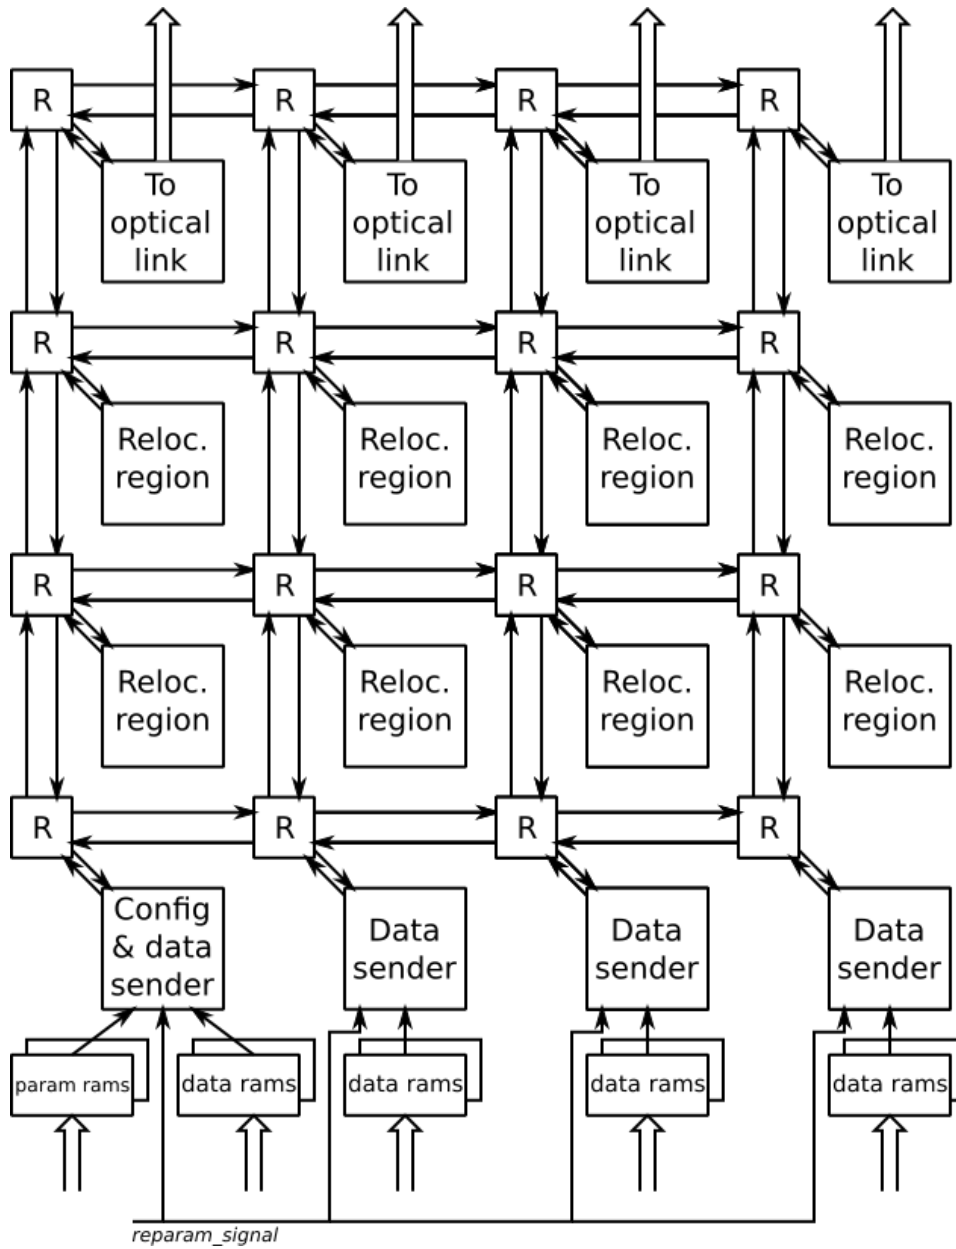 R R R R
To To To To
optical optical optical optical
link link link link
R R R R
Reloc. Reloc. Reloc. Reloc.
region region region region
R R R R
Reloc. Reloc. Reloc. Reloc.
region region region region
R R R R
Config
& data
sender
Data
sender
Data
sender
Data
sender
param rams data rams data rams data rams data rams
reparam_signal